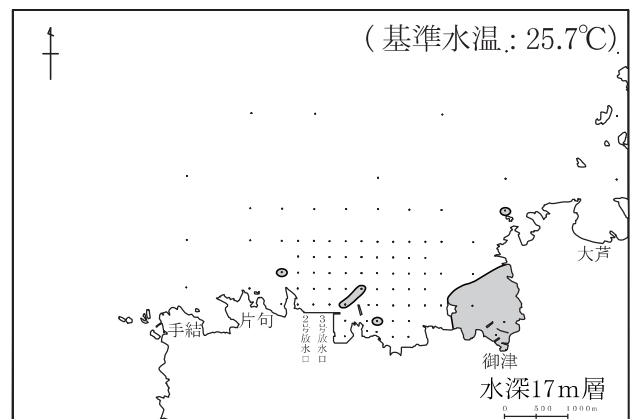 (基準水温:25.7℃)
大芦
片句
手結
2号放水口
3号放水口
御津
水深17m層
0 500 1000m